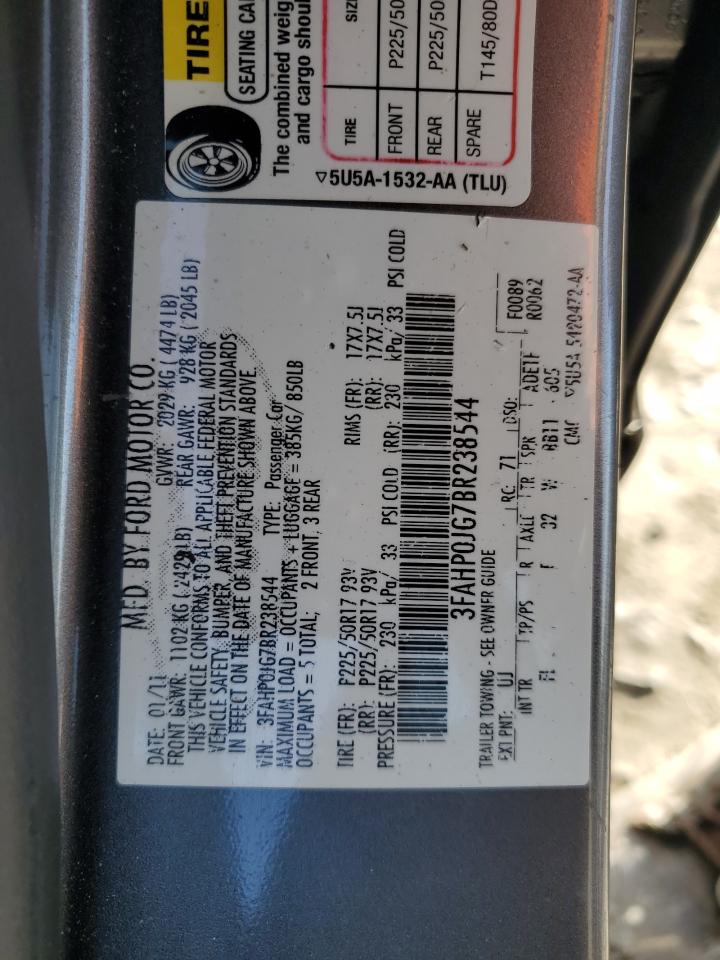 TIRE
SEATING CA
The combined weig
and cargo shoul
TIRE SIZ
FRONT P225/50
REAR P225/50
SPARE T145/80D
▽5U5A-1532-AA (TLU)
MFD. BY FORD MOTOR CO.
DATE: 01/11 GVWR: 2029 KG ( 4474 LB)
FRONT GAWR: 1102 KG ( 2429 LB) REAR GAWR: 928 KG ( 2045 LB)
THIS VEHICLE CONFORMS TO ALL APPLICABLE FEDERAL MOTOR
VEHICLE SAFETY, BUMPER, AND THEFT PREVENTION STANDARDS
IN EFFECT ON THE DATE OF MANUFACTURE SHOWN ABOVE.
VIN: 3FAHP0JG7BR238544 TYPE: Passenger Car
MAXIMUM LOAD = OCCUPANTS + LUGGAGE = 385KG/ 850LB
OCCUPANTS = 5 TOTAL; 2 FRONT, 3 REAR
TIRE (FR): P225/50R17 93V RIMS (FR): 17X7.5J
(RR): P225/50R17 93V (RR): 17X7.5J
PRESSURE (FR): 230 kPa/ 33 PSI COLD (RR): 230 kPa/ 33 PSI COLD
3FAHP0JG7BR238544
TRAILER TOWING - SEE OWNER GUIDE
F0089
R0062
EXT PNT: UJ RC: 71 DSO:
INT TR TP/PS R AXLE TR SPR ADETF
32 W BB11 605
CMC ▽5U5A 5420472-AA